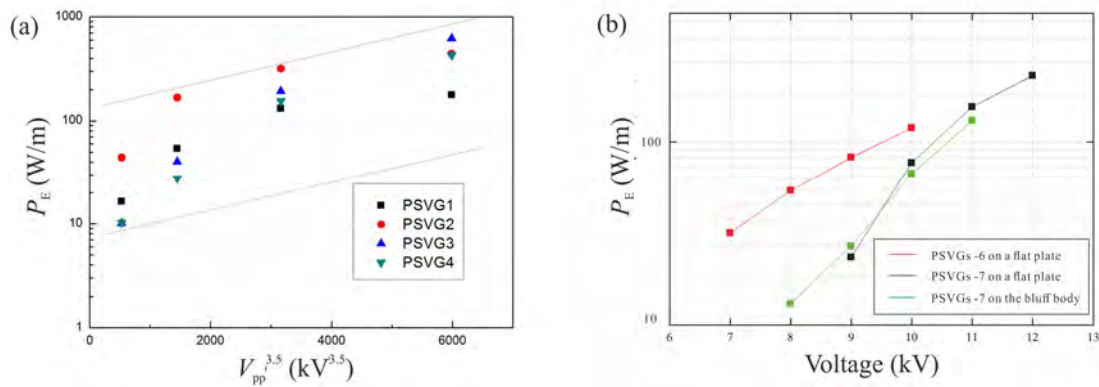 (a)
1000
100
10
1
P_E (W/m)
0
2000
4000
6000
V_pp^3.5 (kV^3.5)
PSVG1
PSVG2
PSVG3
PSVG4
(b)
100
10
P_E (W/m)
6
7
8
9
10
11
12
13
Voltage (kV)
PSVGs -6 on a flat plate
PSVGs -7 on a flat plate
PSVGs -7 on the bluff body